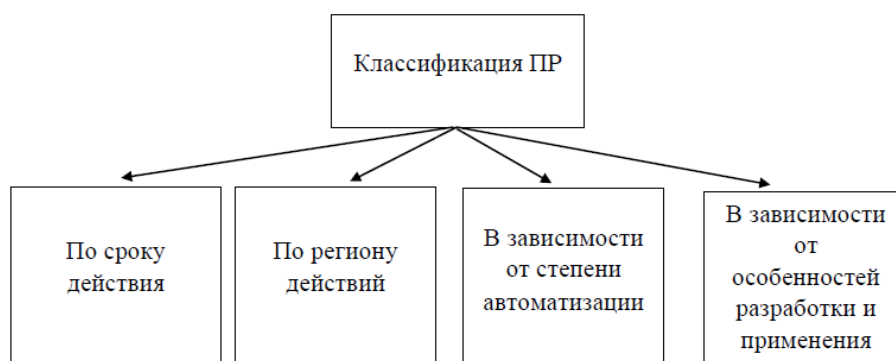 Классификация ПР
По сроку
действия
По региону
действий
В зависимости
от степени
автоматизации
В зависимости
от
особенностей
разработки и
применения